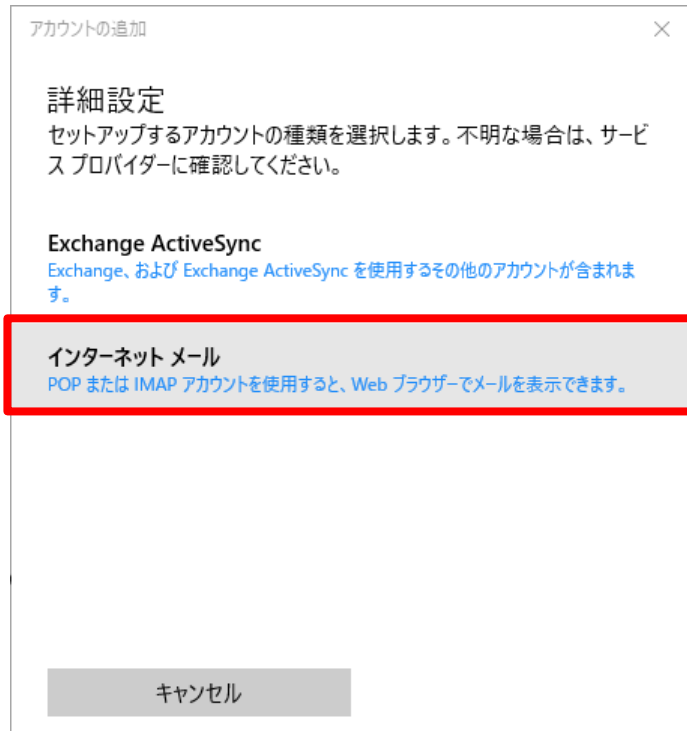 アカウントの追加
詳細設定
セットアップするアカウントの種類を選択します。不明な場合は、サービ
ス プロバイダーに確認してください。
Exchange ActiveSync
Exchange、および Exchange ActiveSync を使用するその他のアカウントが含まれま
す。
インターネット メール
POP または IMAP アカウントを使用すると、Web ブラウザーでメールを表示できます。
キャンセル